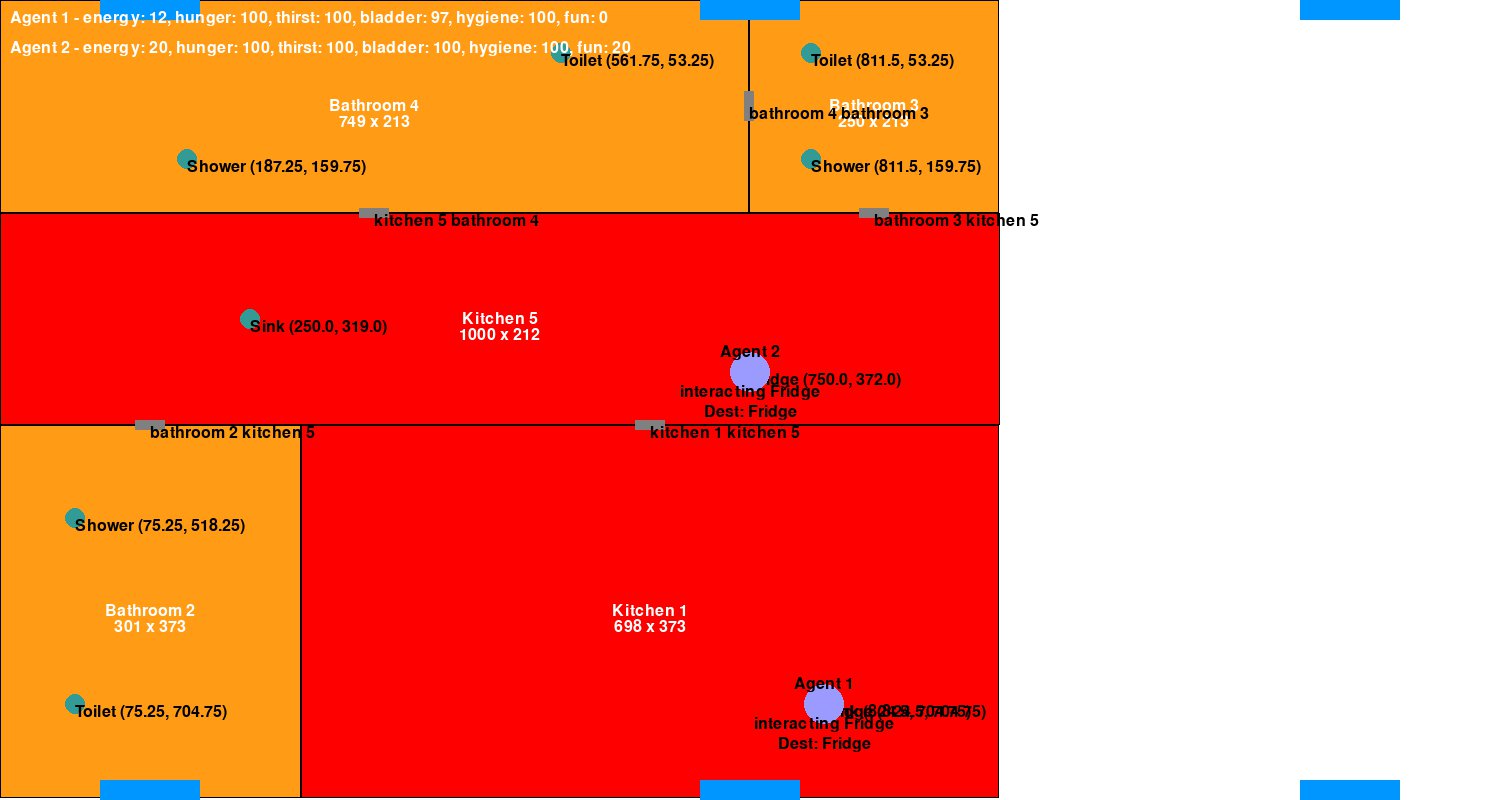 Agent 1 - energy: 12, hunger: 100, thirst: 100, bladder: 97, hygiene: 100, fun: 0
Agent 2 - energy: 20, hunger: 100, thirst: 100, bladder: 100, hygiene: 100, fun: 20
Toilet (561.75, 53.25)
Toilet (811.5, 53.25)
Bathroom 4
749 x 213
Bathroom 3
250 x 213
bathroom 4 bathroom 3
Shower (187.25, 159.75)
Shower (811.5, 159.75)
kitchen 5 bathroom 4
bathroom 3 kitchen 5
Sink (250.0, 319.0)
Kitchen 5
1000 x 212
Agent 2
(750.0, 372.0)
interacting Fridge
Dest: Fridge
bathroom 2 kitchen 5
kitchen 1 kitchen 5
Shower (75.25, 518.25)
Bathroom 2
301 x 373
Kitchen 1
698 x 373
Agent 1
Toilet (75.25, 704.75)
interacting Fridge
Dest: Fridge